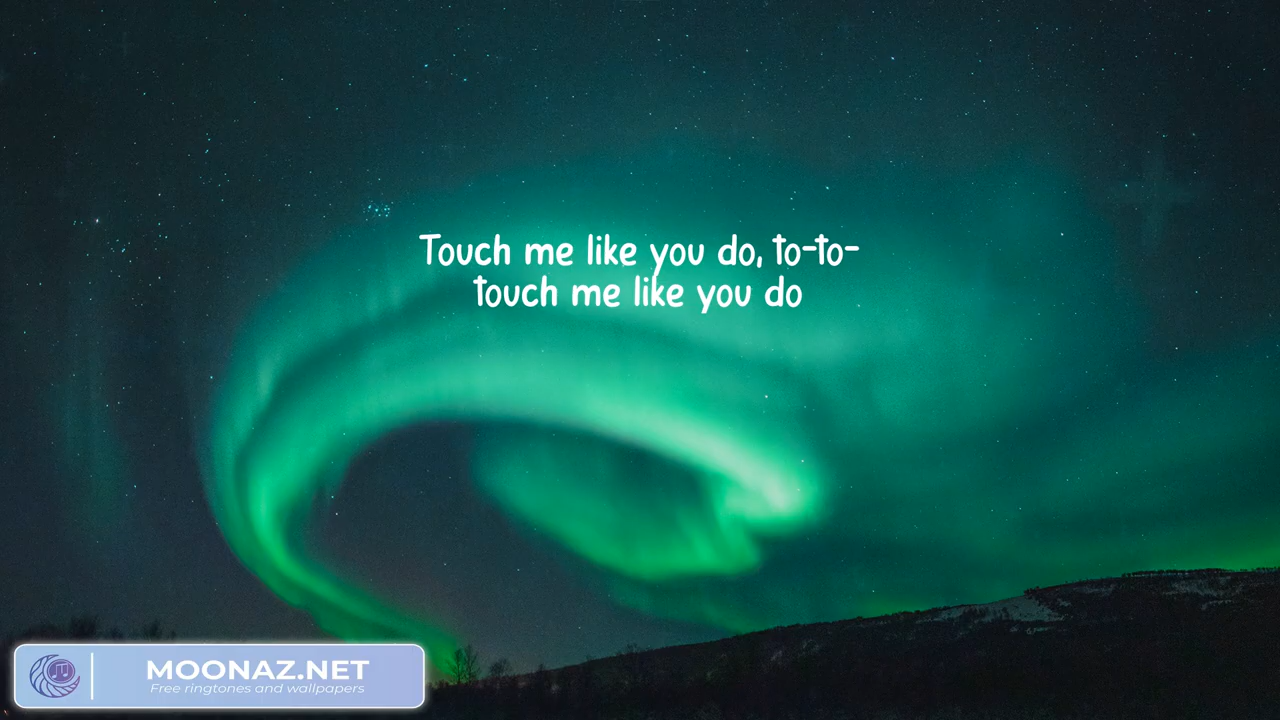 Touch me like you do, to-to-
touch me like you do
MOONAZ.NET
Free ringtones and wallpapers